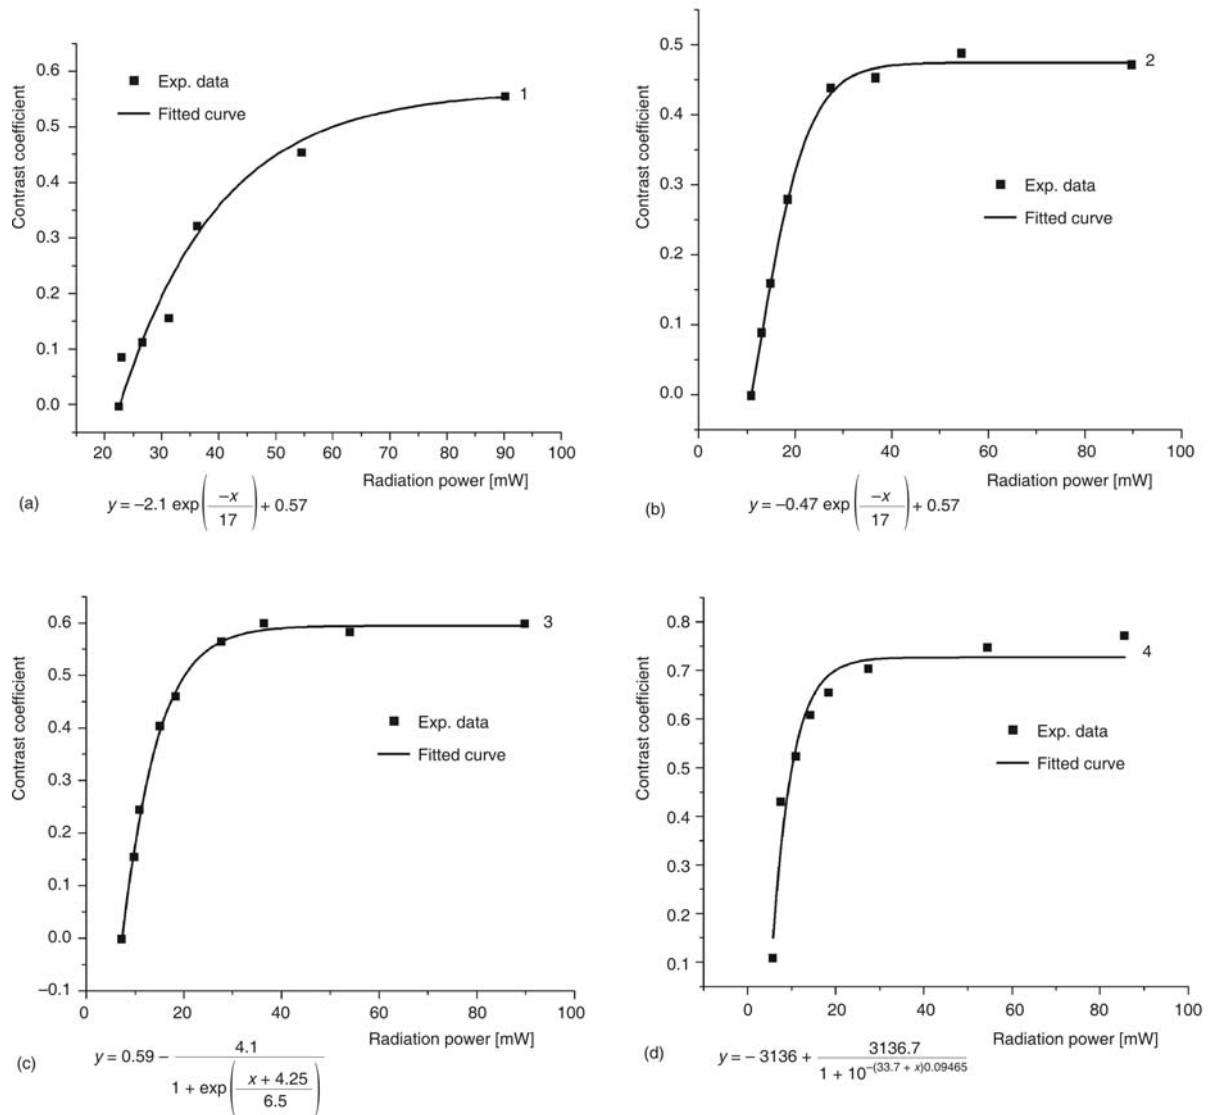 0.6
0.5
0.4
0.3
0.2
0.1
0.0
Contrast coefficient
Exp. data
Fitted curve
1
20 30 40 50 60 70 80 90 100
Radiation power [mW]
(a)
y = –2.1 exp(–x/17) + 0.57
0.5
0.4
0.3
0.2
0.1
0.0
Contrast coefficient
2
Exp. data
Fitted curve
0 20 40 60 80 100
Radiation power [mW]
(b)
y = –0.47 exp(–x/17) + 0.57
0.6
0.5
0.4
0.3
0.2
0.1
0.0
–0.1
Contrast coefficient
3
Exp. data
Fitted curve
0 20 40 60 80 100
Radiation power [mW]
(c)
y = 0.59 – 4.1/(1 + exp(x + 4.25/6.5))
0.8
0.7
0.6
0.5
0.4
0.3
0.2
0.1
Contrast coefficient
4
Exp. data
Fitted curve
0 20 40 60 80 100
Radiation power [mW]
(d)
y = – 3136 + 3136.7/(1 + 10^–(33.7 + x)0.09465)